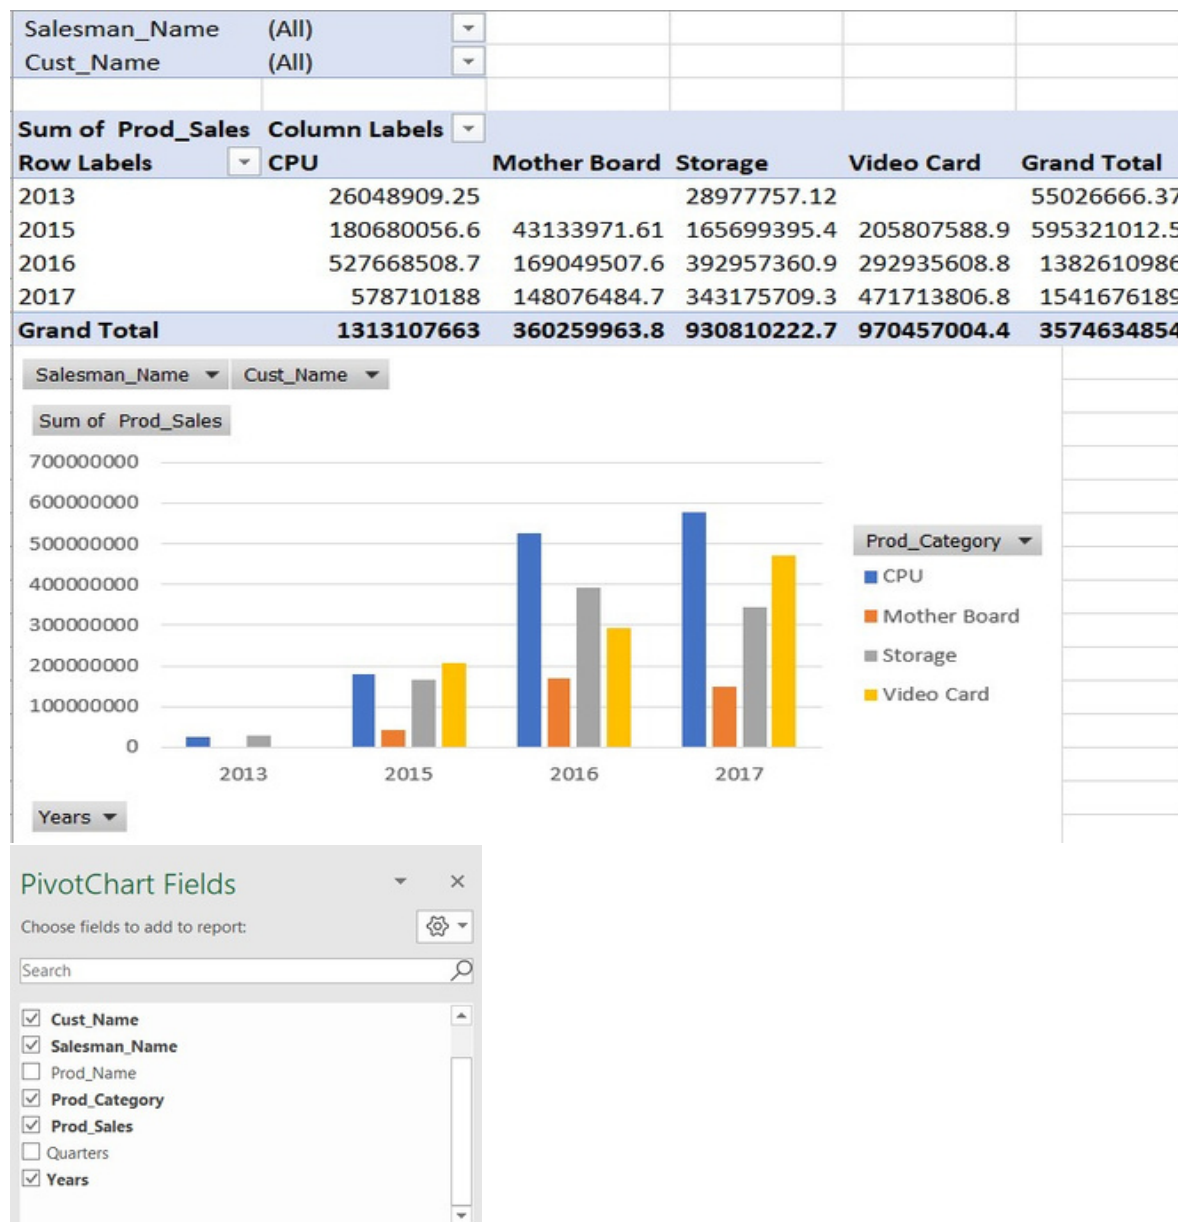 Salesman_Name (All)
Cust_Name (All)
Sum of Prod_Sales Column Labels
Row Labels CPU Mother Board Storage Video Card Grand Total
2013 26048909.25 28977757.12 55026666.37
2015 180680056.6 43133971.61 165699395.4 205807588.9 595321012.5
2016 527668508.7 169049507.6 392957360.9 292935608.8 1382610986
2017 578710188 148076484.7 343175709.3 471713806.8 1541676189
Grand Total 1313107663 360259963.8 930810222.7 970457004.4 3574634854
Salesman_Name Cust_Name
Sum of Prod_Sales
700000000
600000000
500000000
400000000
300000000
200000000
100000000
0
2013 2015 2016 2017
Prod_Category
CPU
Mother Board
Storage
Video Card
Years
PivotChart Fields
Choose fields to add to report:
Search
Cust_Name
Salesman_Name
Prod_Name
Prod_Category
Prod_Sales
Quarters
Years